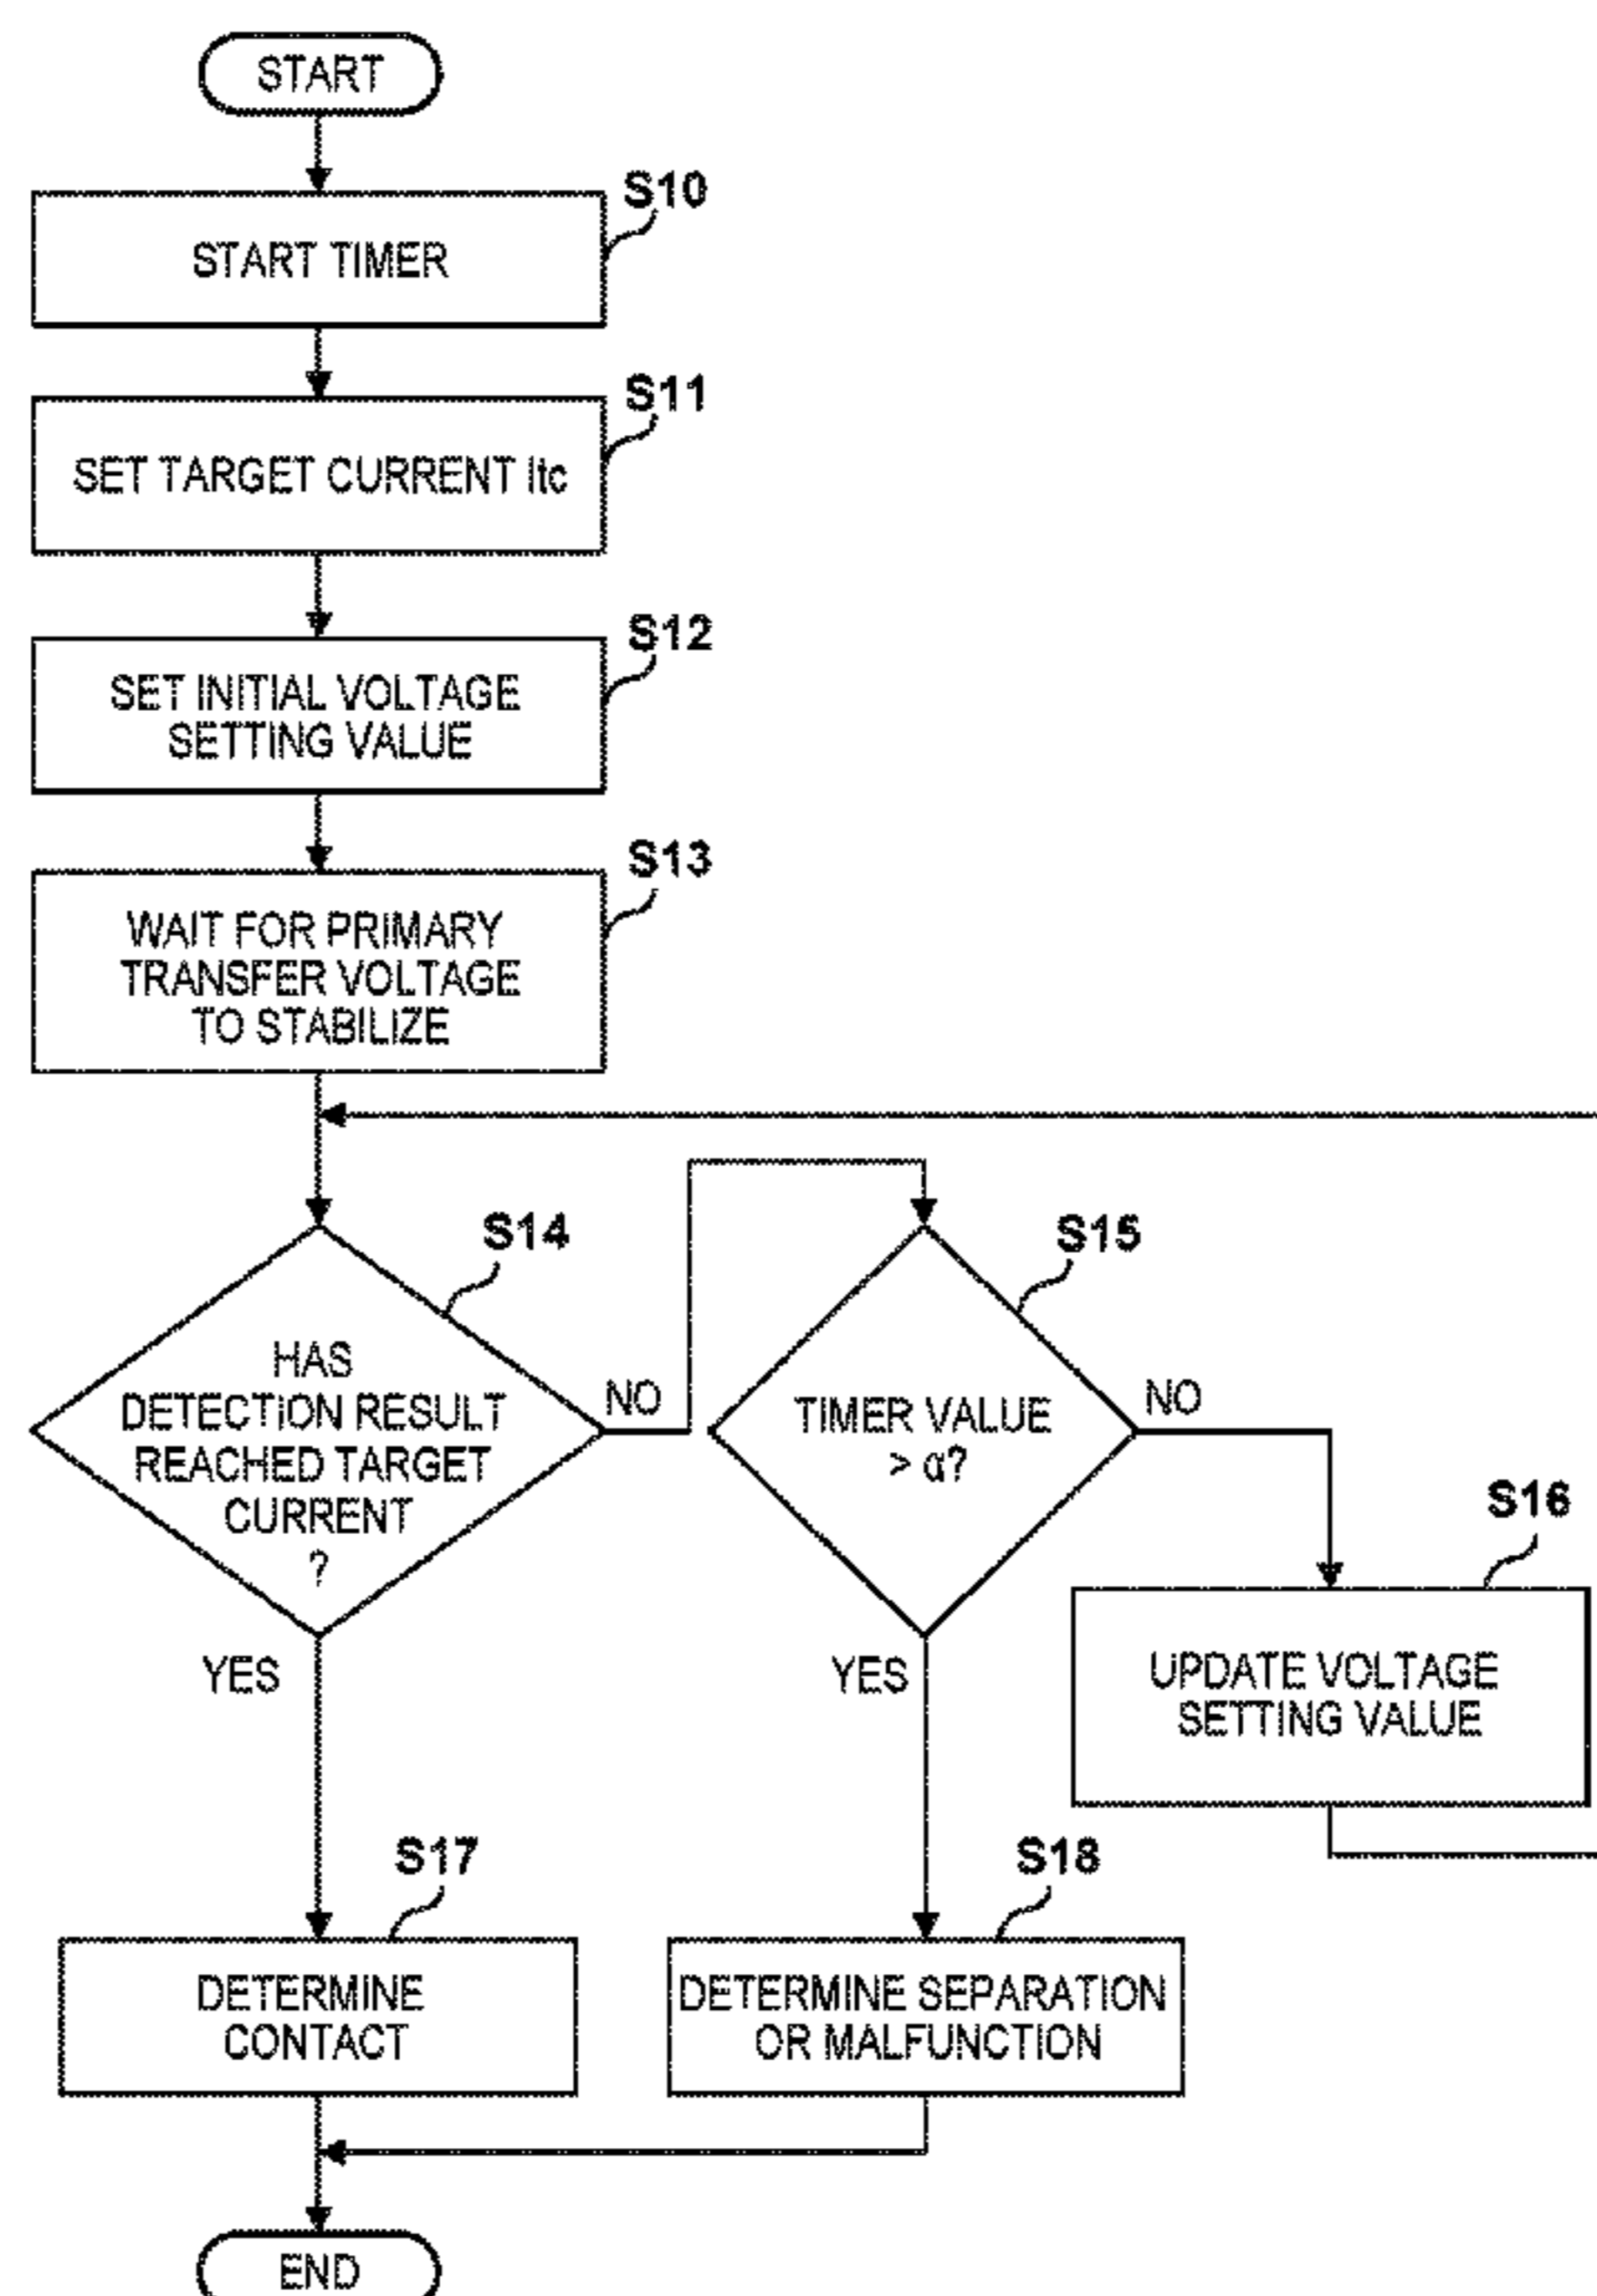 START
S10
START TIMER
S11
SET TARGET CURRENT Itc
S12
SET INITIAL VOLTAGE
SETTING VALUE
S13
WAIT FOR PRIMARY
TRANSFER VOLTAGE
TO STABILIZE
S14
HAS
DETECTION RESULT
REACHED TARGET
CURRENT
?
NO
YES
S15
TIMER VALUE
> α?
NO
YES
S16
UPDATE VOLTAGE
SETTING VALUE
S17
DETERMINE
CONTACT
S18
DETERMINE SEPARATION
OR MALFUNCTION
END